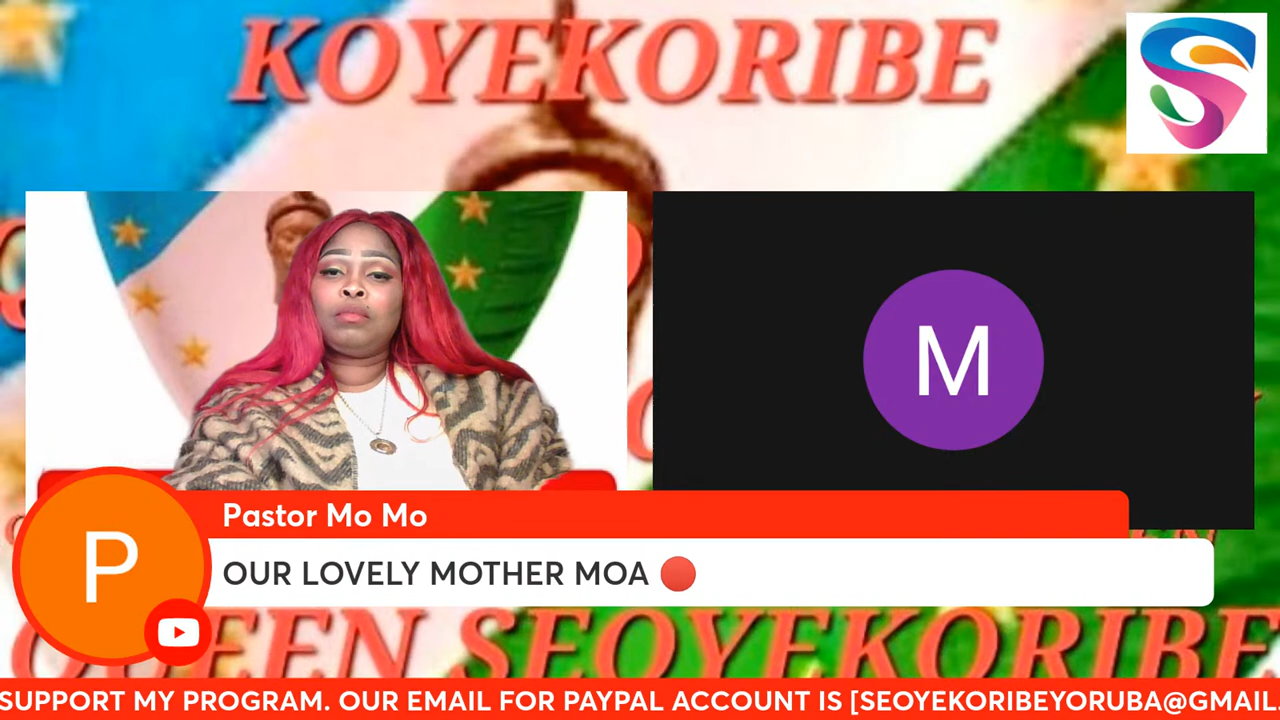 KOYEKORIBE
M
P
Pastor Mo Mo
OUR LOVELY MOTHER MOA
QUEEN SEOYEKORIBE
SUPPORT MY PROGRAM. OUR EMAIL FOR PAYPAL ACCOUNT IS [SEOYEKORIBEYORUBA@GMAIL.